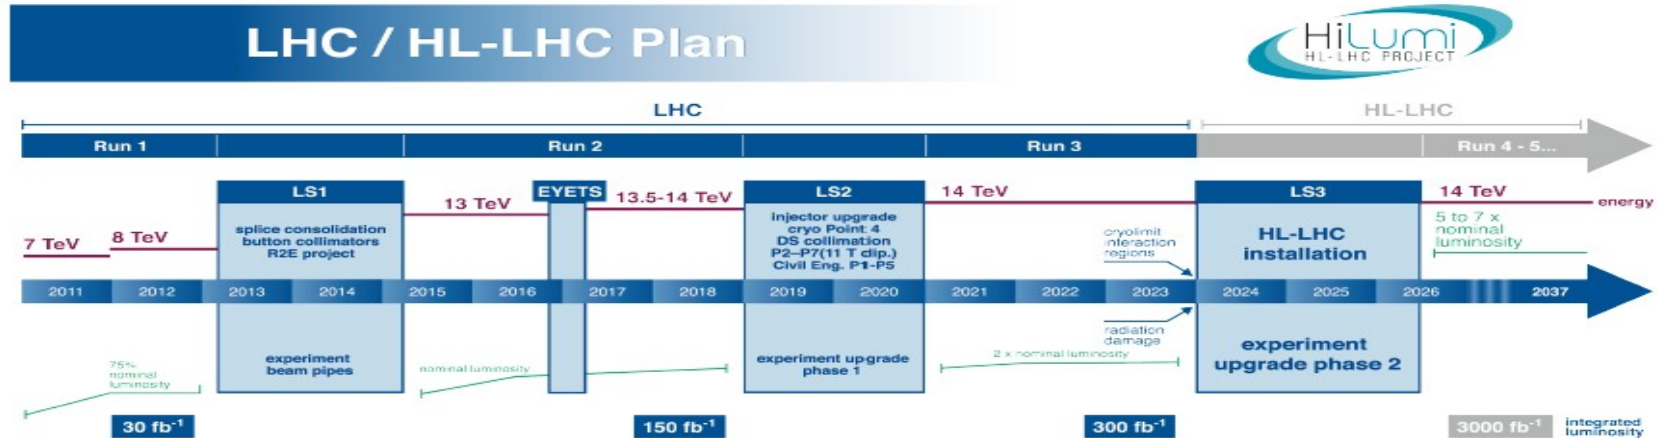 LHC / HL-LHC Plan
HiLumi
HL-LHC PROJECT
LHC
HL-LHC
Run 1
Run 2
Run 3
Run 4 - 5...
LS1
EYETS
LS2
LS3
7 TeV
8 TeV
13 TeV
13.5-14 TeV
14 TeV
14 TeV
energy
splice consolidation
button collimators
R2E project
injector upgrade
cryo Point 4
DS collimation
P2-P7(11 T dip.)
Civil Eng. P1-P5
cryolimit
interaction
regions
HL-LHC
installation
5 to 7 x
nominal
luminosity
2011 2012 2013 2014 2015 2016 2017 2018 2019 2020 2021 2022 2023 2024 2025 2026 2037
75%
nominal
luminosity
experiment
beam pipes
nominal luminosity
experiment upgrade
phase 1
2 x nominal luminosity
radiation
damage
experiment
upgrade phase 2
30 fb⁻¹
150 fb⁻¹
300 fb⁻¹
3000 fb⁻¹
integrated
luminosity